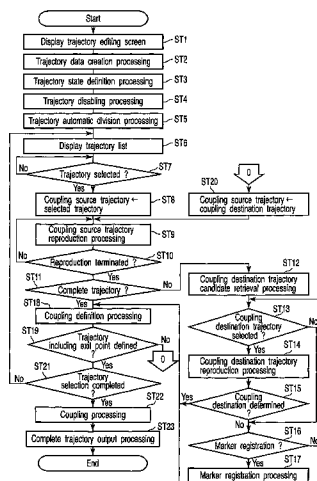 Start
Display trajectory editing screen
ST1
Trajectory data creation processing
ST2
Trajectory state definition processing
ST3
Trajectory disabling processing
ST4
Trajectory automatic division processing
ST5
Display trajectory list
ST6
Trajectory selected ?
ST7
No
Yes
Coupling source trajectory ←
selected trajectory
ST8
0
ST20
Coupling source trajectory ←
coupling destination trajectory
Coupling source trajectory
reproduction processing
ST9
Reproduction terminated ?
ST10
No
Yes
ST11
Complete trajectory ?
No
Yes
ST12
Coupling destination trajectory
candidate retrieval processing
ST18
Coupling definition processing
ST13
Coupling
destination trajectory
selected ?
No
Yes
ST19
Trajectory
including exit point defined
?
No
Yes
0
ST14
Coupling destination trajectory
reproduction processing
ST21
No
Trajectory
selection completed
?
Yes
ST15
Coupling
destination determined
?
Yes
No
ST22
Coupling processing
ST16
Marker registration ?
No
Yes
ST23
Complete trajectory output processing
ST17
Marker registration processing
End